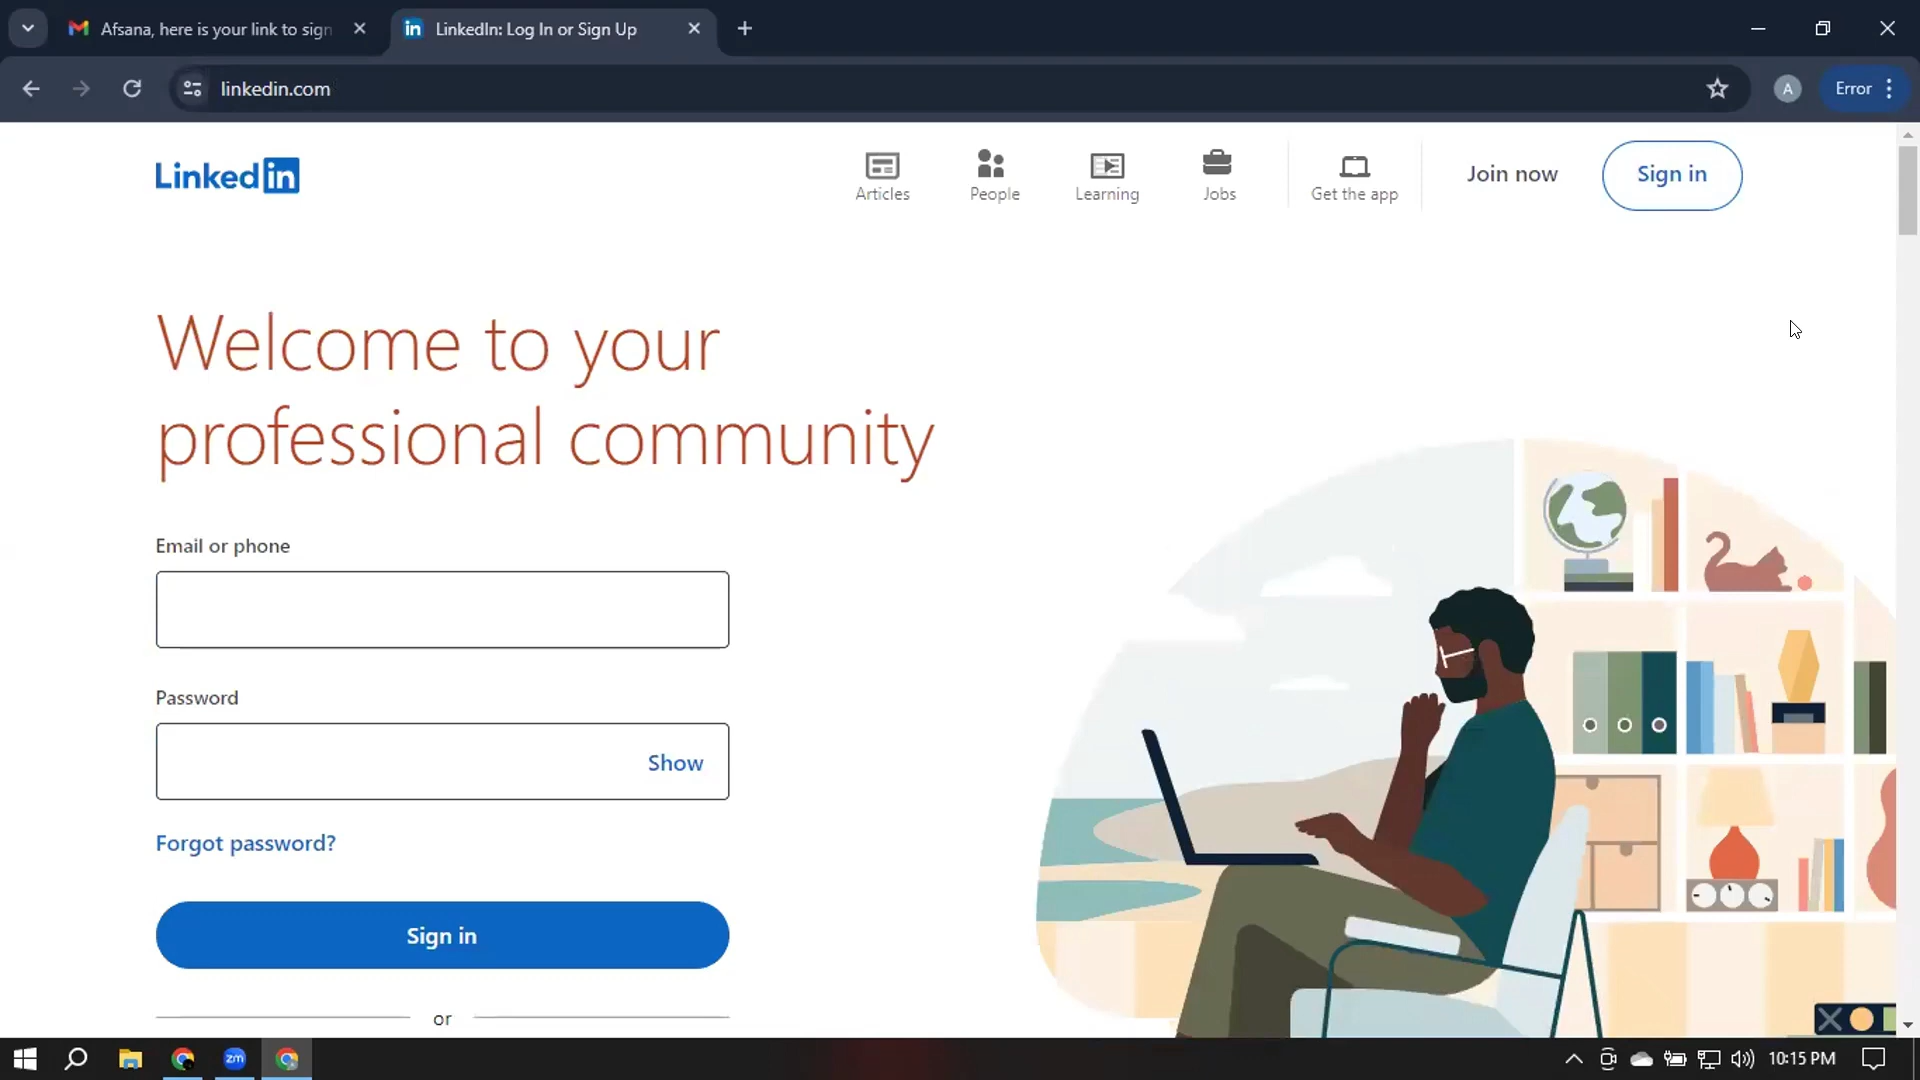 Afsana, here is your link to sign
LinkedIn: Log In or Sign Up
linkedin.com
A
Error
Linked in
Articles
People
Learning
Jobs
Get the app
Join now
Sign in
Welcome to your
professional community
Email or phone
Password
Show
Forgot password?
Sign in
or
zm
10:15 PM